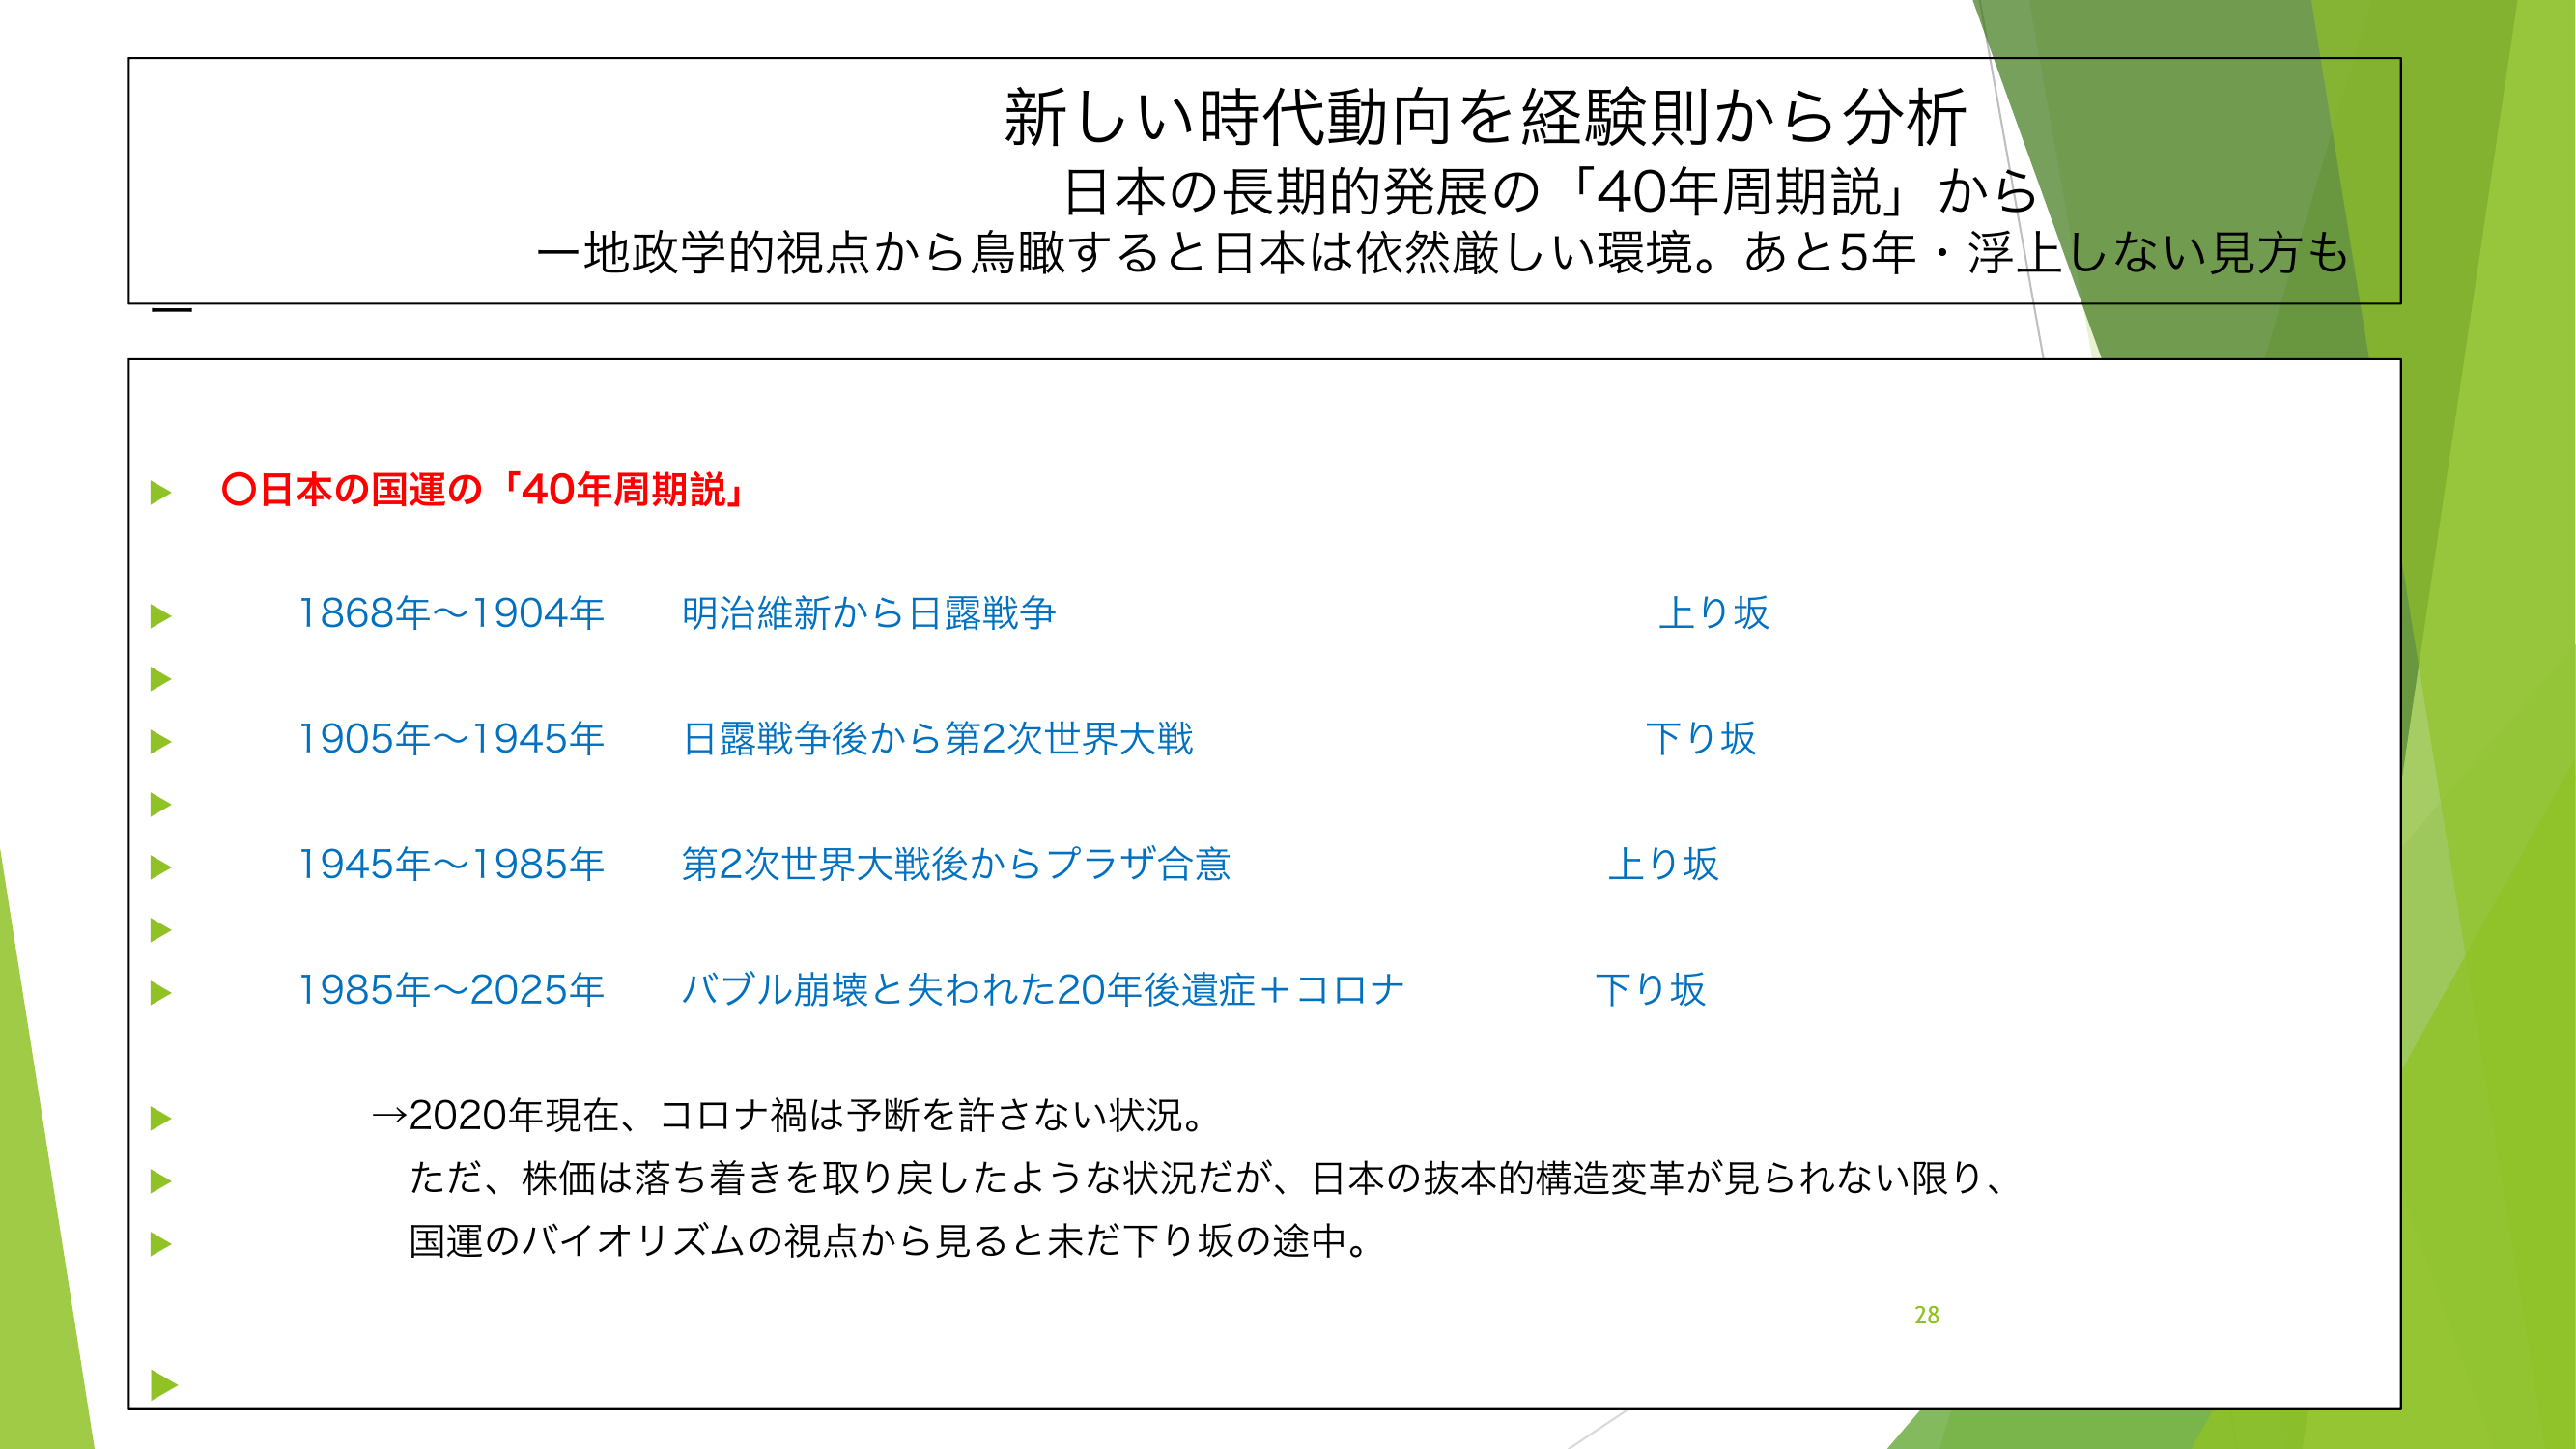 新しい時代動向を経験則から分析
日本の長期的発展の「40年周期説」から
ー地政学的視点から鳥瞰すると日本は依然厳しい環境。あと5年・浮上しない見方も
ー
〇日本の国運の「40年周期説」
1868年～1904年　　明治維新から日露戦争　　上り坂
1905年～1945年　　日露戦争後から第2次世界大戦　　下り坂
1945年～1985年　　第2次世界大戦後からプラザ合意　　上り坂
1985年～2025年　　バブル崩壊と失われた20年後遺症＋コロナ　　下り坂
→2020年現在、コロナ禍は予断を許さない状況。
ただ、株価は落ち着きを取り戻したような状況だが、日本の抜本的構造変革が見られない限り、
国運のバイオリズムの視点から見ると未だ下り坂の途中。
28